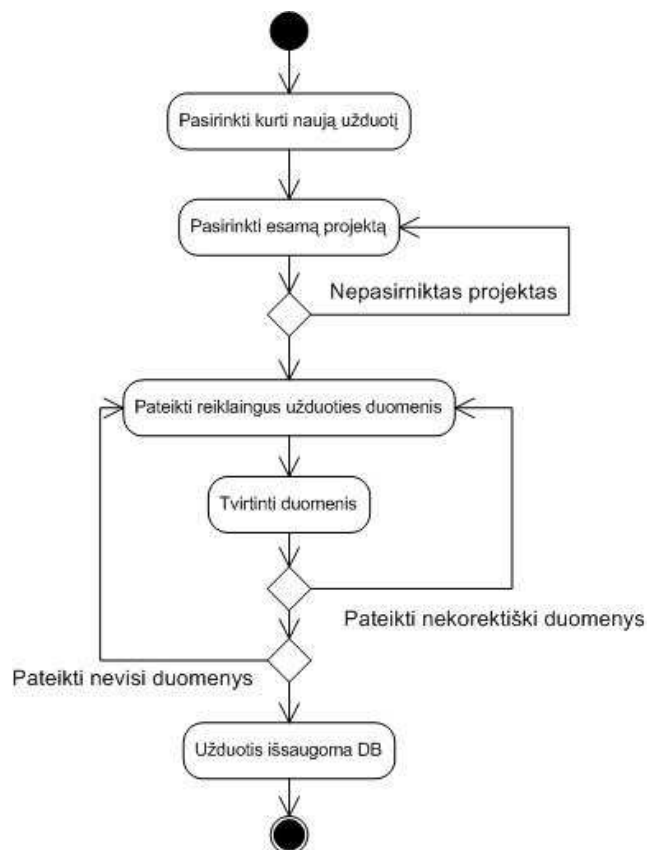 Pasirinkti kurti naują užduotį
Pasirinkti esamą projektą
Nepasirniktas projektas
Pateikti reiklaingus užduoties duomenis
Tvirtinti duomenis
Pateikti nekorektiški duomenys
Pateikti nevisi duomenys
Užduotis išsaugoma DB